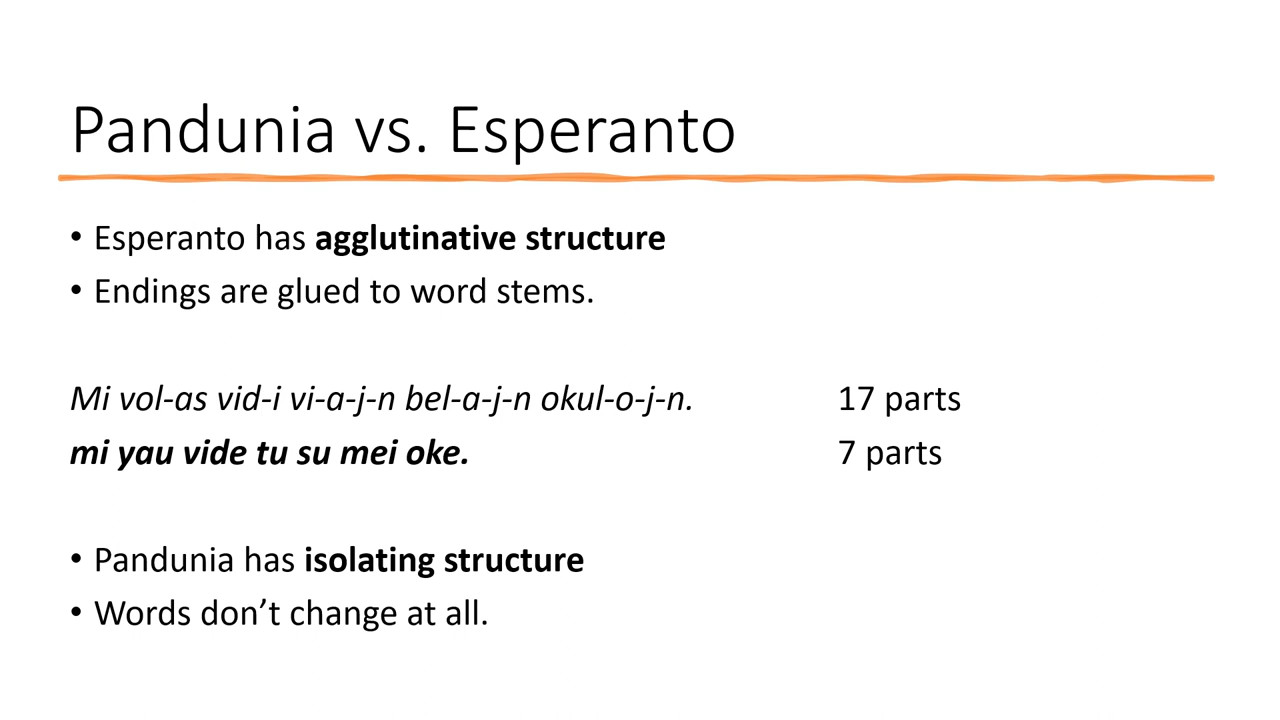 Pandunia vs. Esperanto
• Esperanto has agglutinative structure
• Endings are glued to word stems.
Mi vol-as vid-i vi-a-j-n bel-a-j-n okul-o-j-n. 17 parts
mi yau vide tu su mei oke. 7 parts
• Pandunia has isolating structure
• Words don’t change at all.